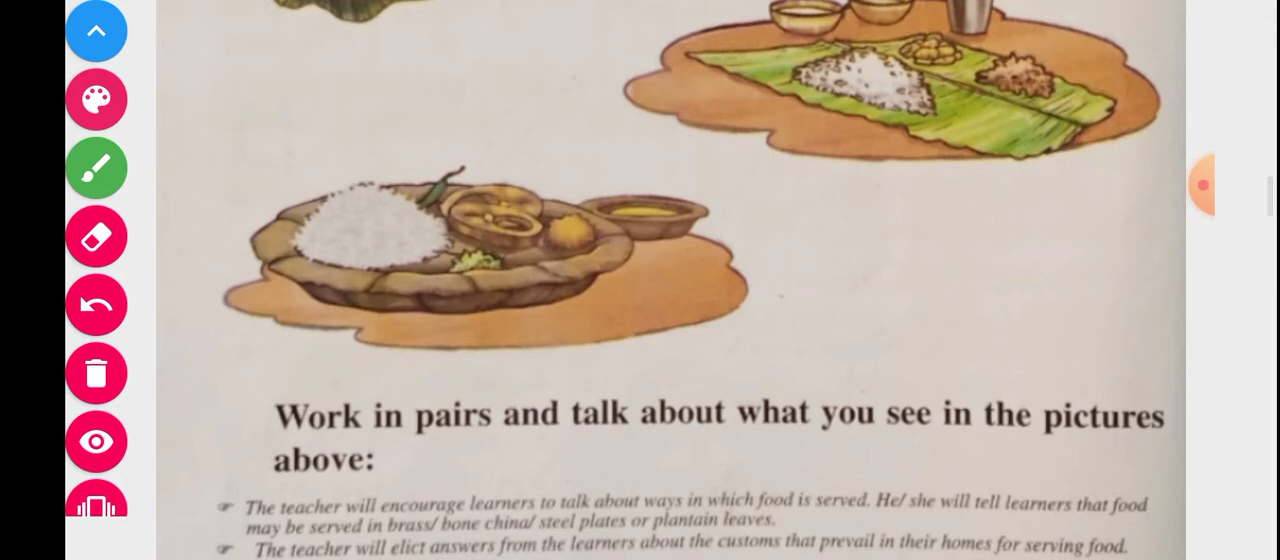 Work in pairs and talk about what you see in the pictures
above:
☞ The teacher will encourage learners to talk about ways in which food is served. He/ she will tell learners that food
may be served in brass/ bone china/ steel plates or plantain leaves.
☞ The teacher will elict answers from the learners about the customs that prevail in their homes for serving food.